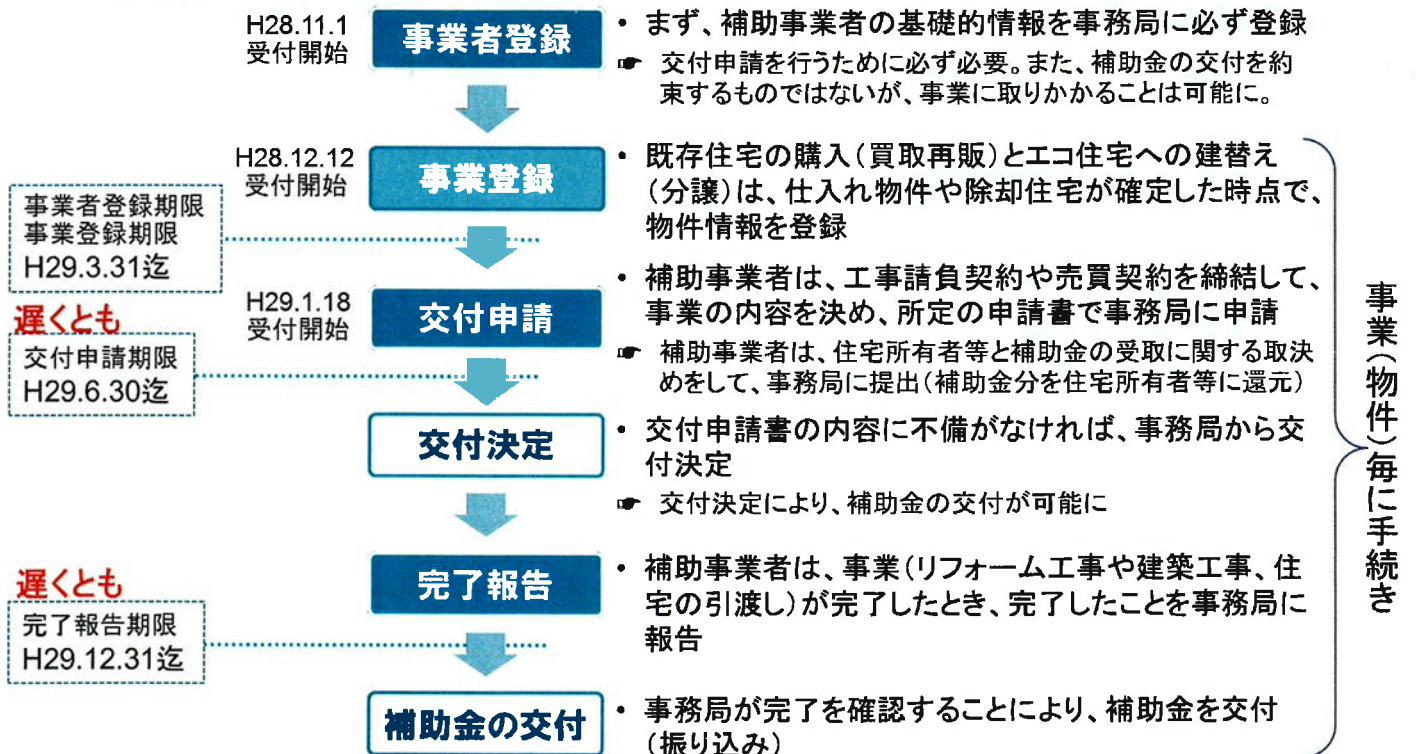 H28.11.1
受付開始
事業者登録
・ まず、補助事業者の基礎的情報を事務局に必ず登録
☛ 交付申請を行うために必ず必要。また、補助金の交付を約
束するものではないが、事業に取りかかることは可能に。
H28.12.12
受付開始
事業登録
・ 既存住宅の購入(買取再販)とエコ住宅への建替え
(分譲)は、仕入れ物件や除却住宅が確定した時点で、
物件情報を登録
事業者登録期限
事業登録期限
H29.3.31迄
H29.1.18
受付開始
交付申請
・ 補助事業者は、工事請負契約や売買契約を締結して、
事業の内容を決め、所定の申請書で事務局に申請
☛ 補助事業者は、住宅所有者等と補助金の受取に関する取決
めをして、事務局に提出(補助金分を住宅所有者等に還元)
遅くとも
交付申請期限
H29.6.30迄
交付決定
・ 交付申請書の内容に不備がなければ、事務局から交
付決定
☛ 交付決定により、補助金の交付が可能に
完了報告
・ 補助事業者は、事業(リフォーム工事や建築工事、住
宅の引渡し)が完了したとき、完了したことを事務局に
報告
遅くとも
完了報告期限
H29.12.31迄
補助金の交付
・ 事務局が完了を確認することにより、補助金を交付
(振り込み)
事業(物件)毎に手続き